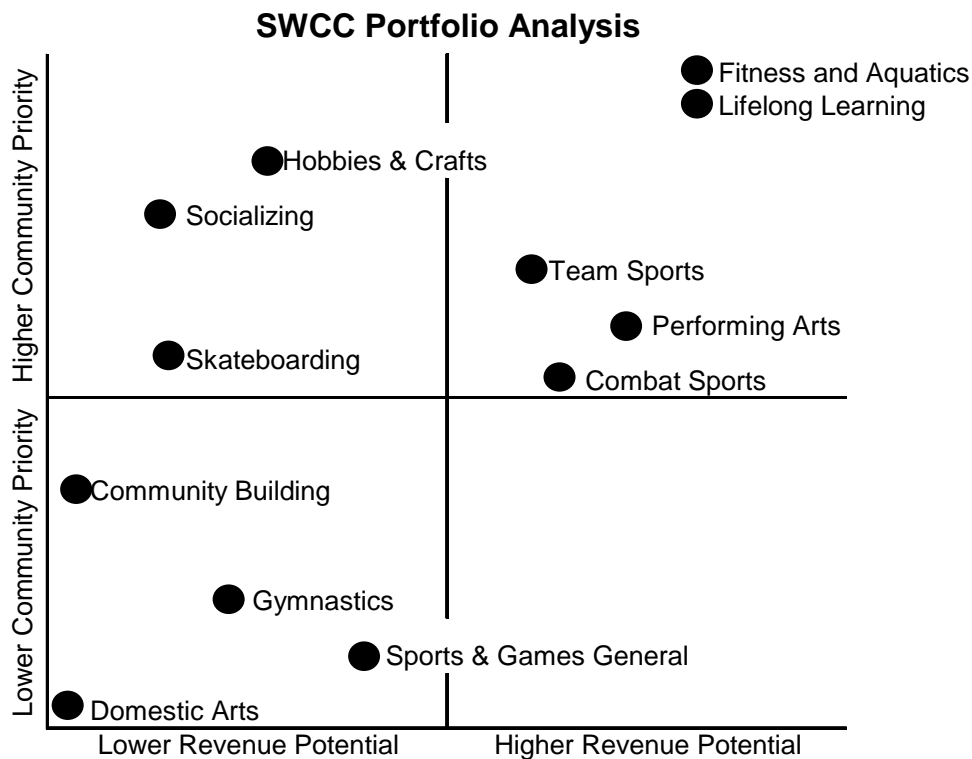 SWCC Portfolio Analysis
Higher Community Priority
Fitness and Aquatics
Lifelong Learning
Hobbies & Crafts
Socializing
Team Sports
Performing Arts
Skateboarding
Combat Sports
Lower Community Priority
Community Building
Gymnastics
Sports & Games General
Domestic Arts
Lower Revenue Potential
Higher Revenue Potential